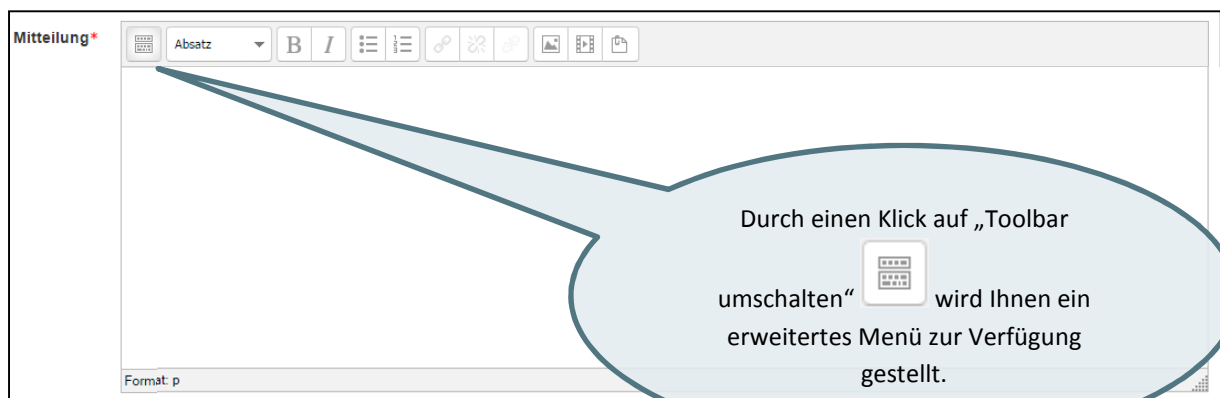 Mitteilung*
Absatz B I
Durch einen Klick auf „Toolbar
umschalten“ wird Ihnen ein
erweitertes Menü zur Verfügung
gestellt.
Format: p